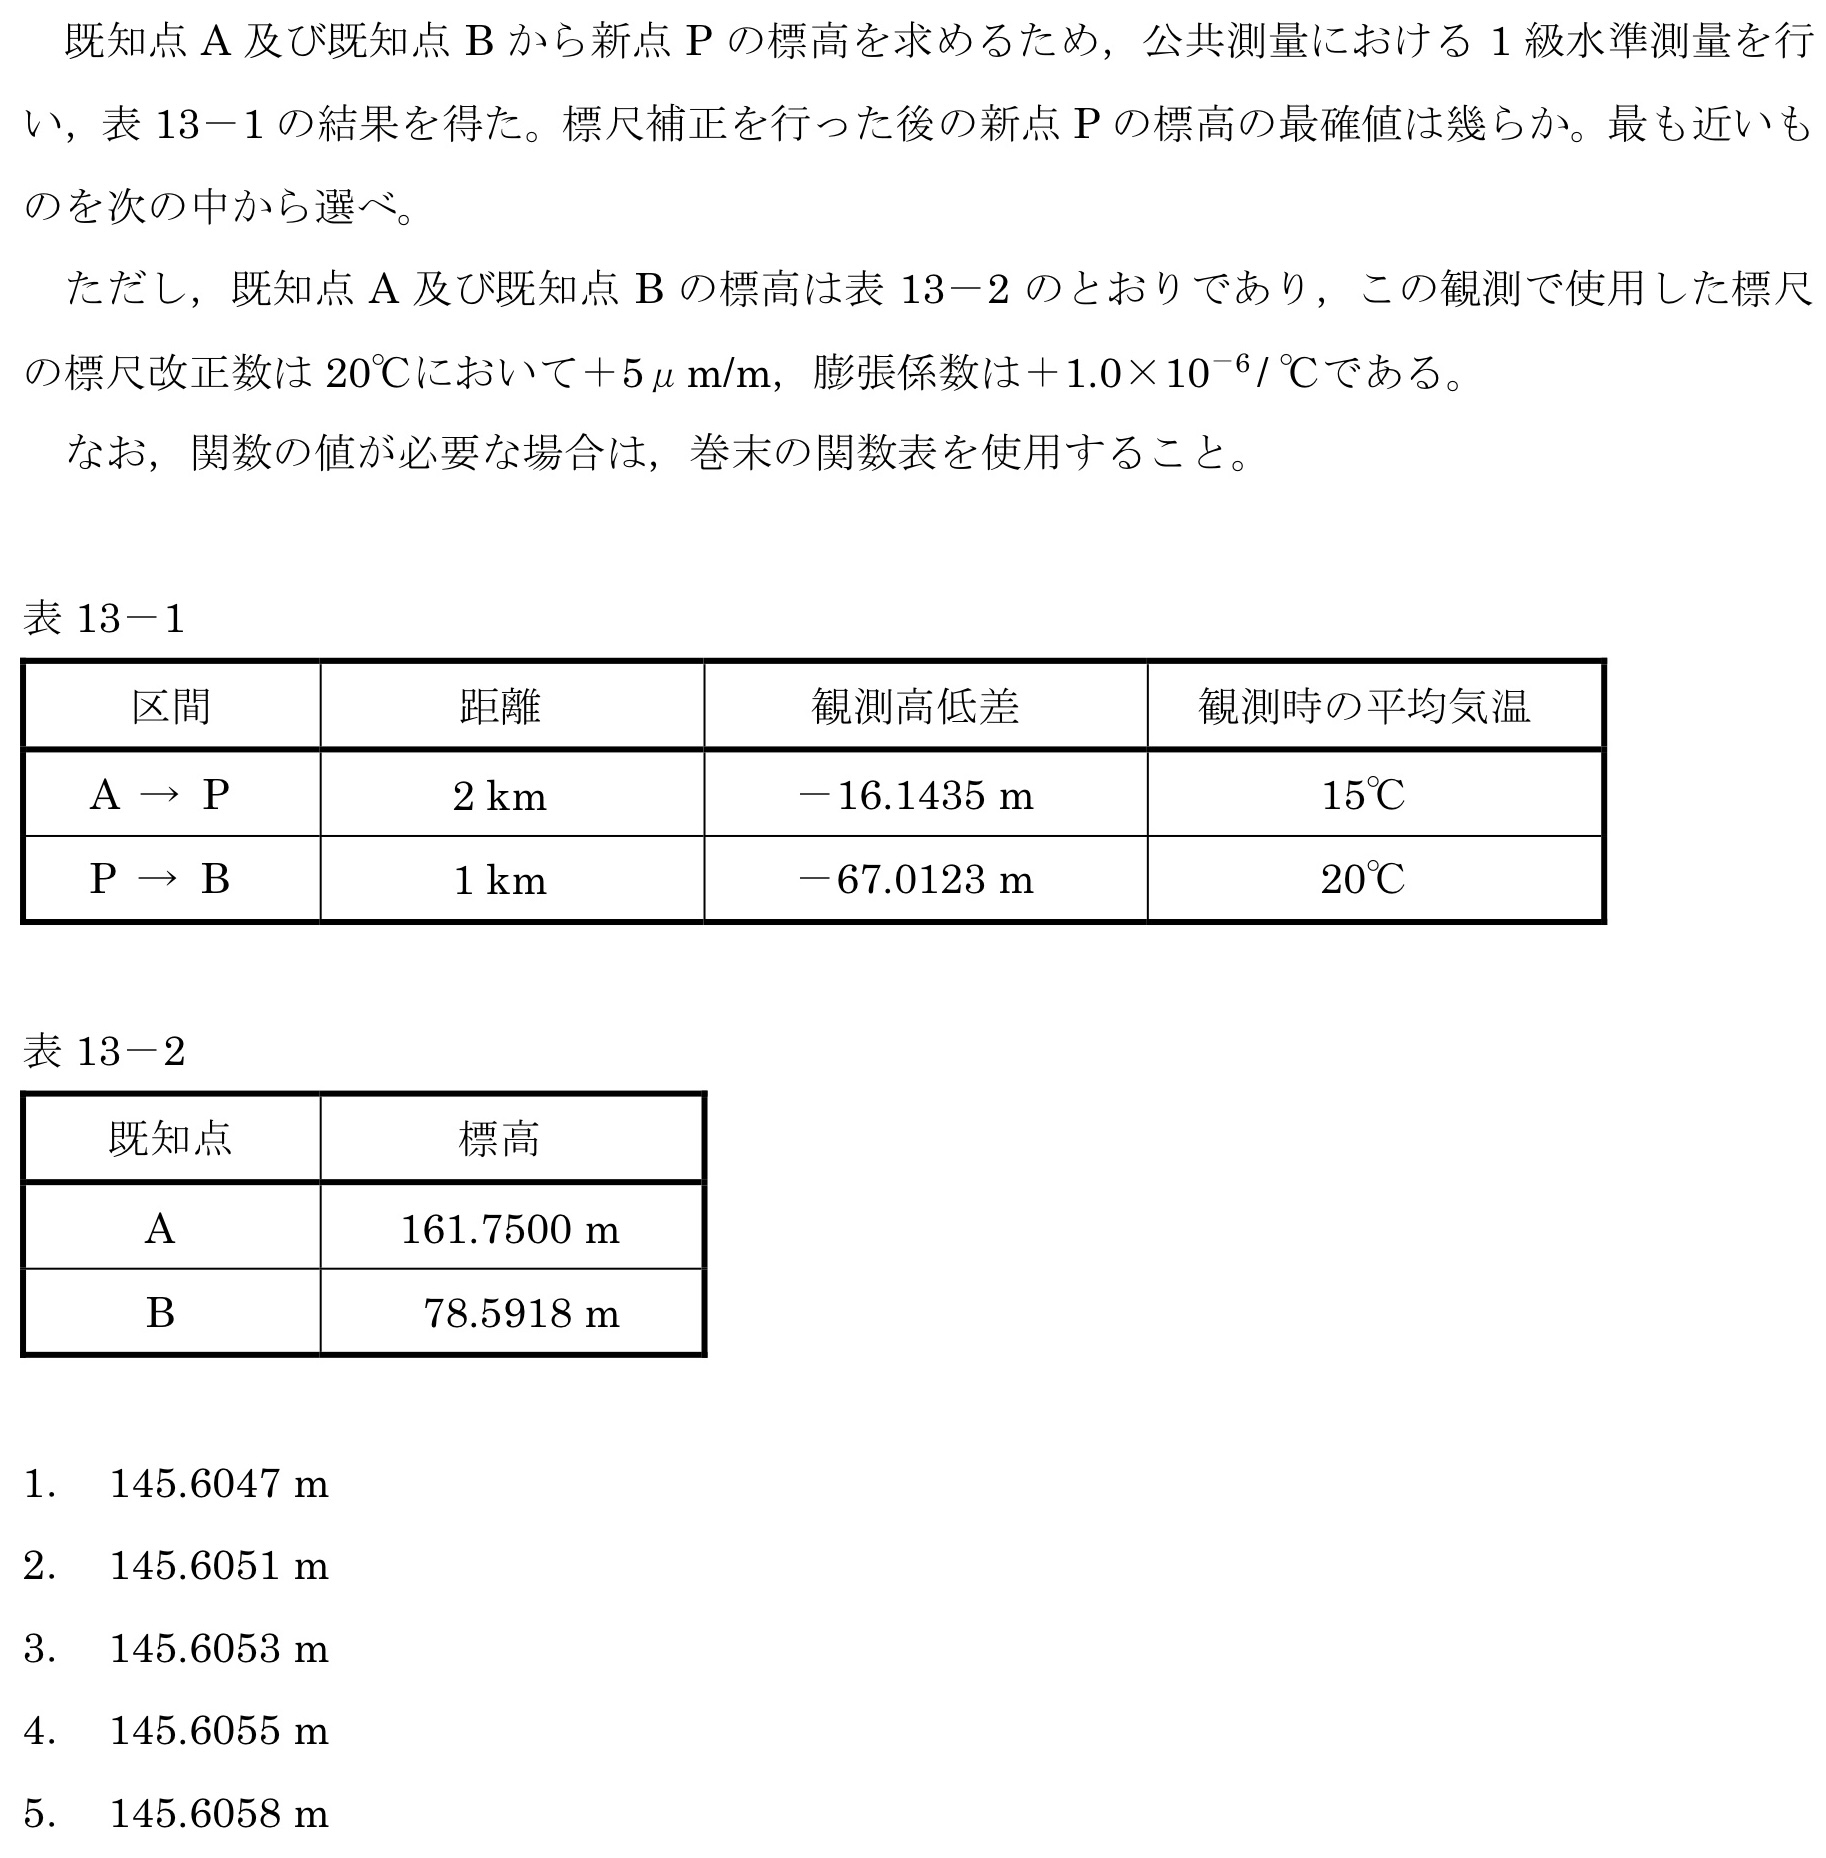 既知点 A 及び既知点 B から新点 P の標高を求めるため，公共測量における 1 級水準測量を行
い，表 13－1 の結果を得た。標尺補正を行った後の新点 P の標高の最確値は幾らか。最も近いも
のを次の中から選べ。
ただし，既知点 A 及び既知点 B の標高は表 13－2 のとおりであり，この観測で使用した標尺
の標尺改正数は 20℃において＋5μm/m，膨張係数は＋1.0×10⁻⁶/℃である。
なお，関数の値が必要な場合は，巻末の関数表を使用すること。
表 13－1
区間 距離 観測高低差 観測時の平均気温
A → P 2 km －16.1435 m 15℃
P → B 1 km －67.0123 m 20℃
表 13－2
既知点 標高
A 161.7500 m
B 78.5918 m
1. 145.6047 m
2. 145.6051 m
3. 145.6053 m
4. 145.6055 m
5. 145.6058 m